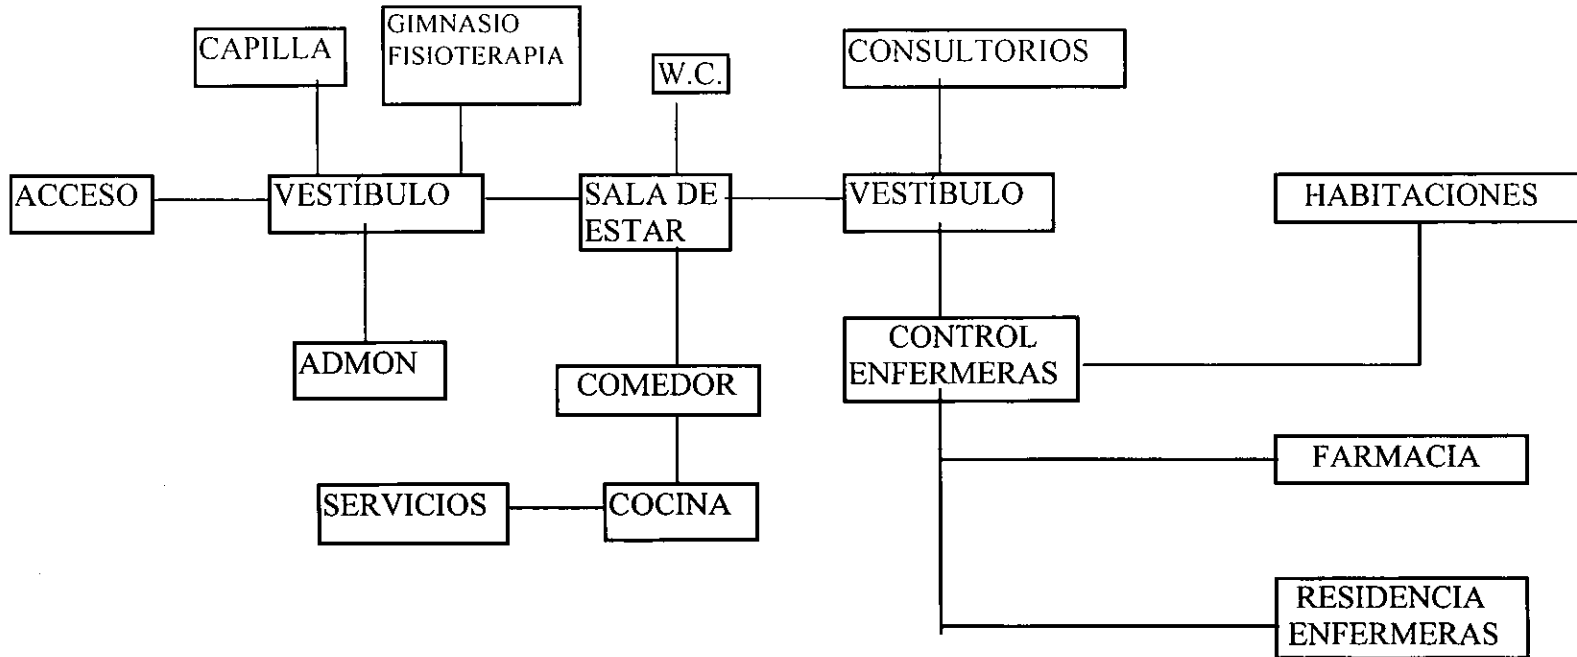 CAPILLA
GIMNASIO
FISIOTERAPIA
W.C.
CONSULTORIOS
ACCESO
VESTÍBULO
SALA DE
ESTAR
VESTÍBULO
HABITACIONES
ADMON
COMEDOR
CONTROL
ENFERMERAS
FARMACIA
SERVICIOS
COCINA
RESIDENCIA
ENFERMERAS